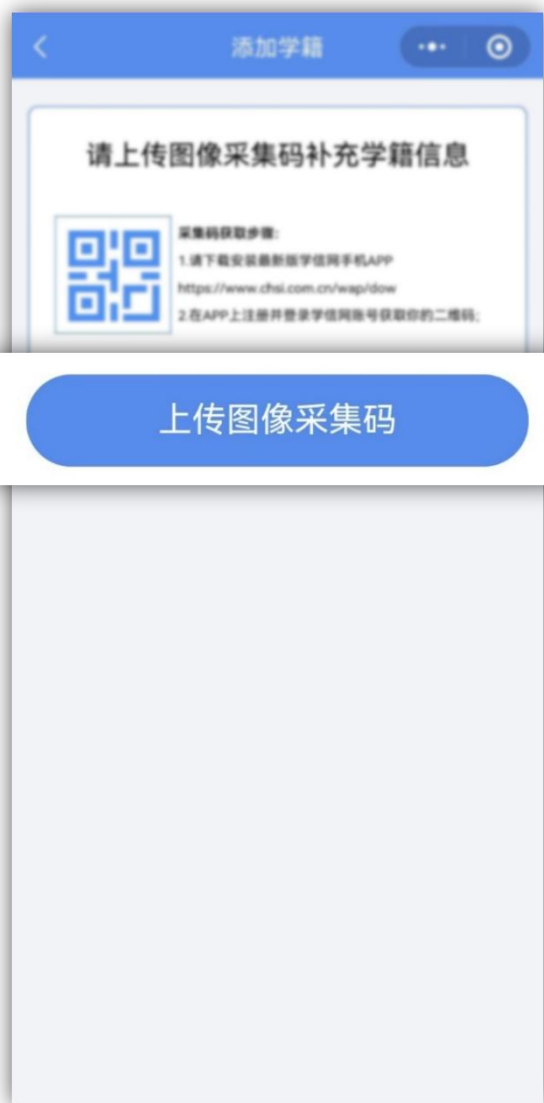 添加学籍
请上传图像采集码补充学籍信息
采集码获取步骤:
1.请下载安装最新版学信网手机APP
https://www.chsi.com.cn/wap/dow
2.在APP上注册并登录学信网账号获取你的二维码;
上传图像采集码